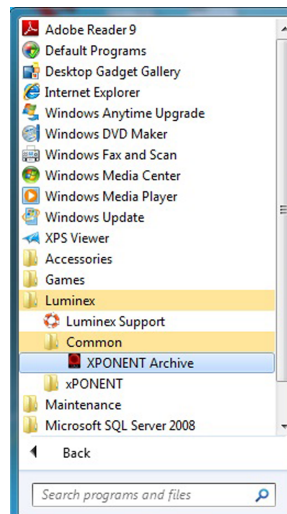 Adobe Reader 9
Default Programs
Desktop Gadget Gallery
Internet Explorer
Windows Anytime Upgrade
Windows DVD Maker
Windows Fax and Scan
Windows Media Center
Windows Media Player
Windows Update
XPS Viewer
Accessories
Games
Luminex
Luminex Support
Common
XPONENT Archive
xPONENT
Maintenance
Microsoft SQL Server 2008
Back
Search programs and files